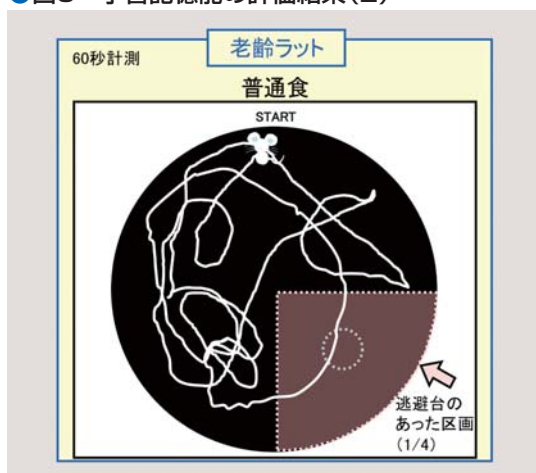 ●図 学習記憶能の評価結果(2)
老齢ラット
60秒計測
普通食
START
逃避台の
あった区画
(1/4)